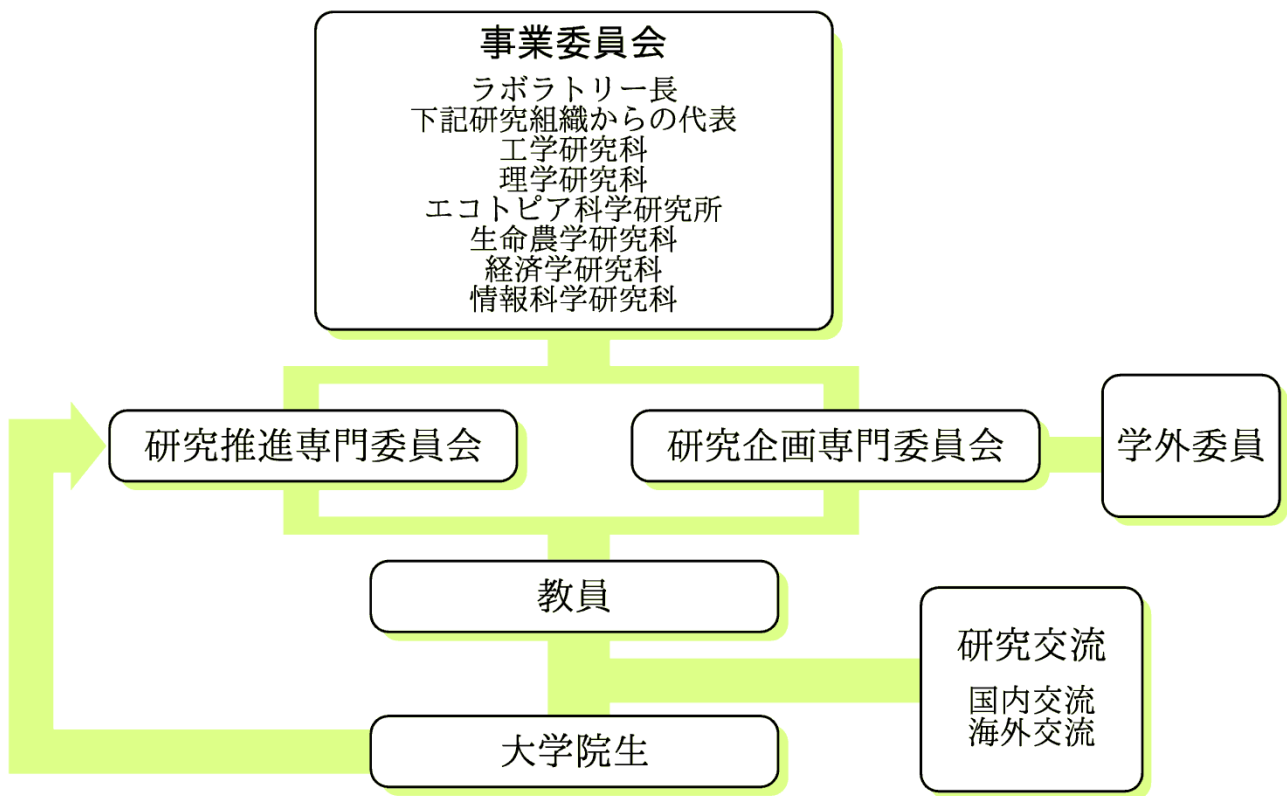 事業委員会
ラボラトリー長
下記研究組織からの代表
工学研究科
理学研究科
エコトピア科学研究所
生命農学研究科
経済学研究科
情報科学研究科
研究推進専門委員会
研究企画専門委員会
学外委員
教員
研究交流
国内交流
海外交流
大学院生